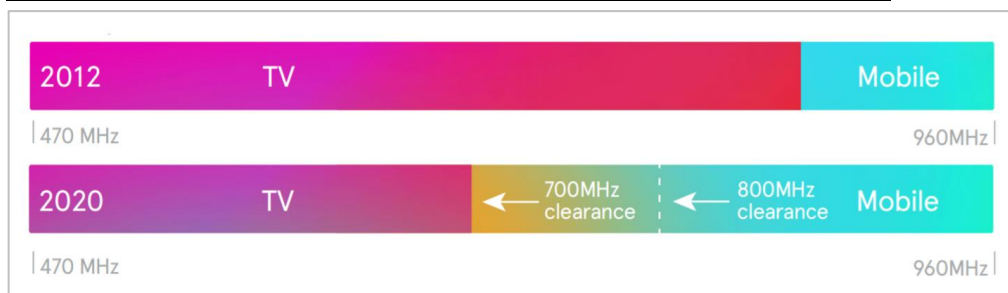 2012 TV Mobile
470 MHz 960MHz
2020 TV 700MHz clearance 800MHz clearance Mobile
470 MHz 960MHz